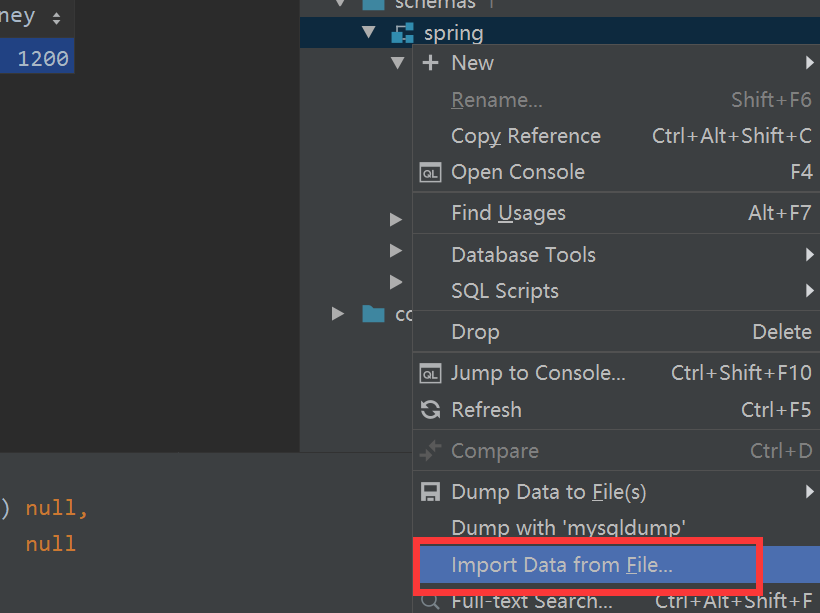 ney
1200
schemas 1
spring
New
Rename... Shift+F6
Copy Reference Ctrl+Alt+Shift+C
QL Open Console F4
Find Usages Alt+F7
Database Tools
SQL Scripts
co
Drop Delete
QL Jump to Console... Ctrl+Shift+F10
Refresh Ctrl+F5
Compare Ctrl+D
Dump Data to File(s)
) null,
Dump with 'mysqldump'
null
Import Data from File...
Full-text Search... Ctrl+Alt+Shift+F